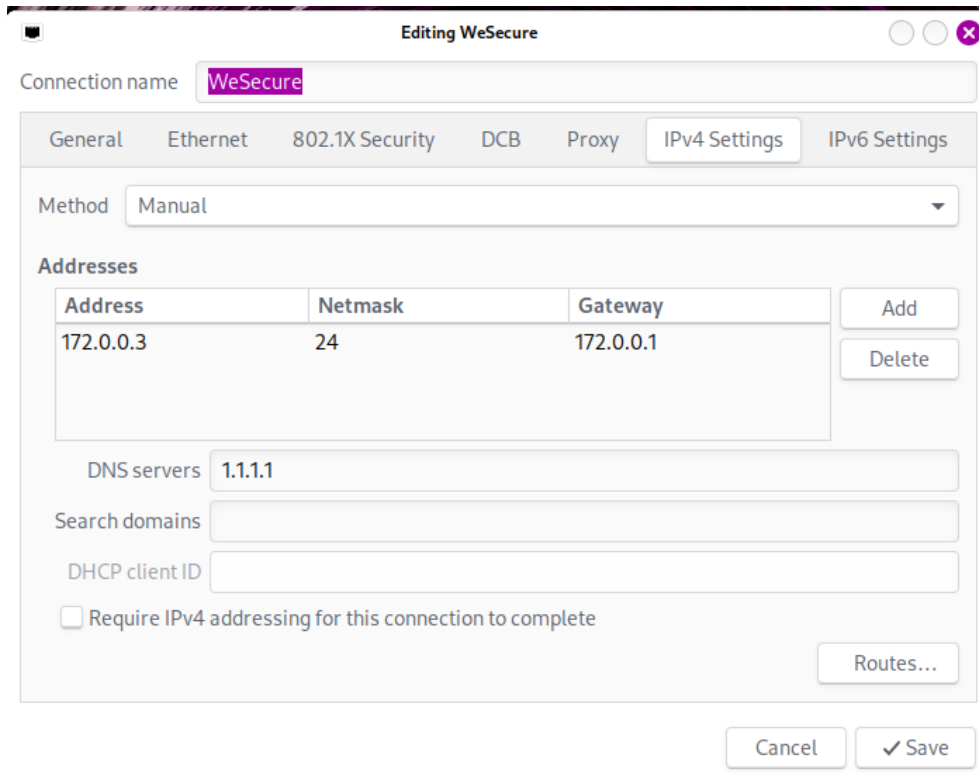 Editing WeSecure
Connection name WeSecure
General Ethernet 802.1X Security DCB Proxy IPv4 Settings IPv6 Settings
Method Manual
Addresses
Address Netmask Gateway
172.0.0.3 24 172.0.0.1
Add
Delete
DNS servers 1.1.1.1
Search domains
DHCP client ID
Require IPv4 addressing for this connection to complete
Routes...
Cancel Save